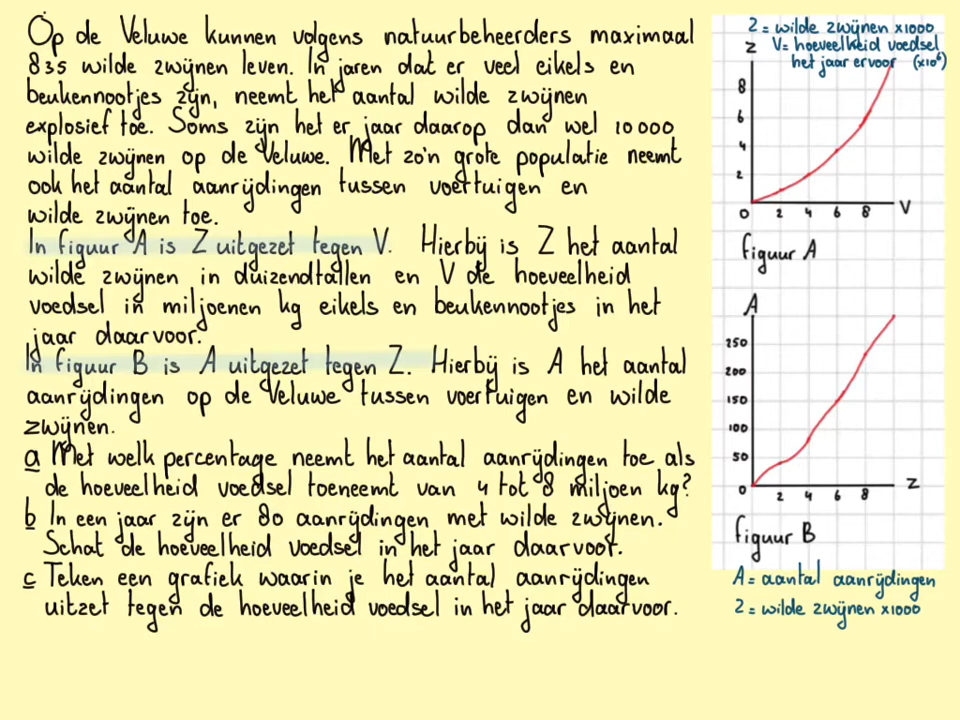 Op de Veluwe kunnen volgens natuurbeheerders maximaal
835 wilde zwijnen leven. In jaren dat er veel eikels en
beukennootjes zijn, neemt het aantal wilde zwijnen
explosief toe. Soms zijn het er jaar daarop dan wel 10 000
wilde zwijnen op de Veluwe. Met zo'n grote populatie neemt
ook het aantal aanrijdingen tussen voertuigen en
wilde zwijnen toe.
In figuur A is Z uitgezet tegen V. Hierbij is Z het aantal
wilde zwijnen in duizendtallen en V de hoeveelheid
voedsel in miljoenen kg eikels en beukennootjes in het
jaar daarvoor.
In figuur B is A uitgezet tegen Z. Hierbij is A het aantal
aanrijdingen op de Veluwe tussen voertuigen en wilde
zwijnen.
a Met welk percentage neemt het aantal aanrijdingen toe als
de hoeveelheid voedsel toeneemt van 4 tot 8 miljoen kg?
b In een jaar zijn er 80 aanrijdingen met wilde zwijnen.
Schat de hoeveelheid voedsel in het jaar daarvoor.
c Teken een grafiek waarin je het aantal aanrijdingen
uitzet tegen de hoeveelheid voedsel in het jaar daarvoor.
Z = wilde zwijnen x1000
Z V = hoeveelheid voedsel
het jaar ervoor (x10⁶)
8
6
4
2
0 2 4 6 8 V
figuur A
A
250
200
150
100
50
0 2 4 6 8 Z
figuur B
A = aantal aanrijdingen
Z = wilde zwijnen x1000